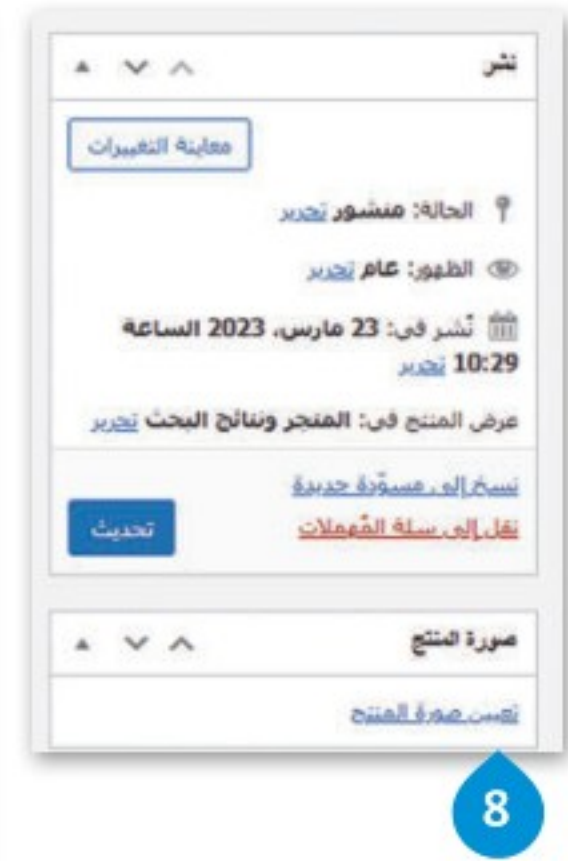 نشر
معاينة التغييرات
الحالة: منشور تحرير
الظهور: عام تحرير
نُشر في: 23 مارس، 2023 الساعة
10:29 تحرير
عرض المنتج في: المتجر ونتائج البحث تحرير
نسخ إلى مسوّدة جديدة
نقل إلى سلة المُهملات
تحديث
صورة المنتج
تعيين صورة المنتج
8